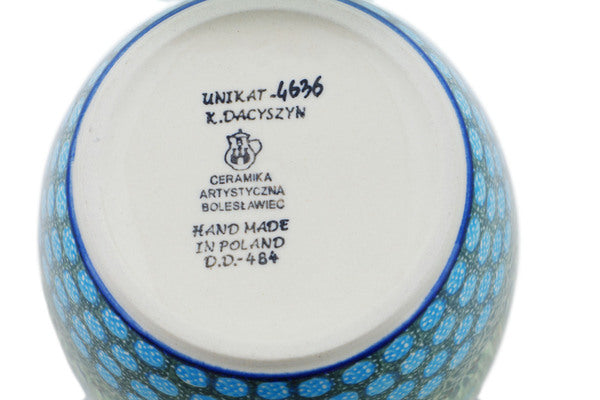 UNIKAT-4636
K.DACYSZYN
CERAMIKA
ARTYSTYCZNA
BOLESŁAWIEC
HAND MADE
IN POLAND
D.D.-484